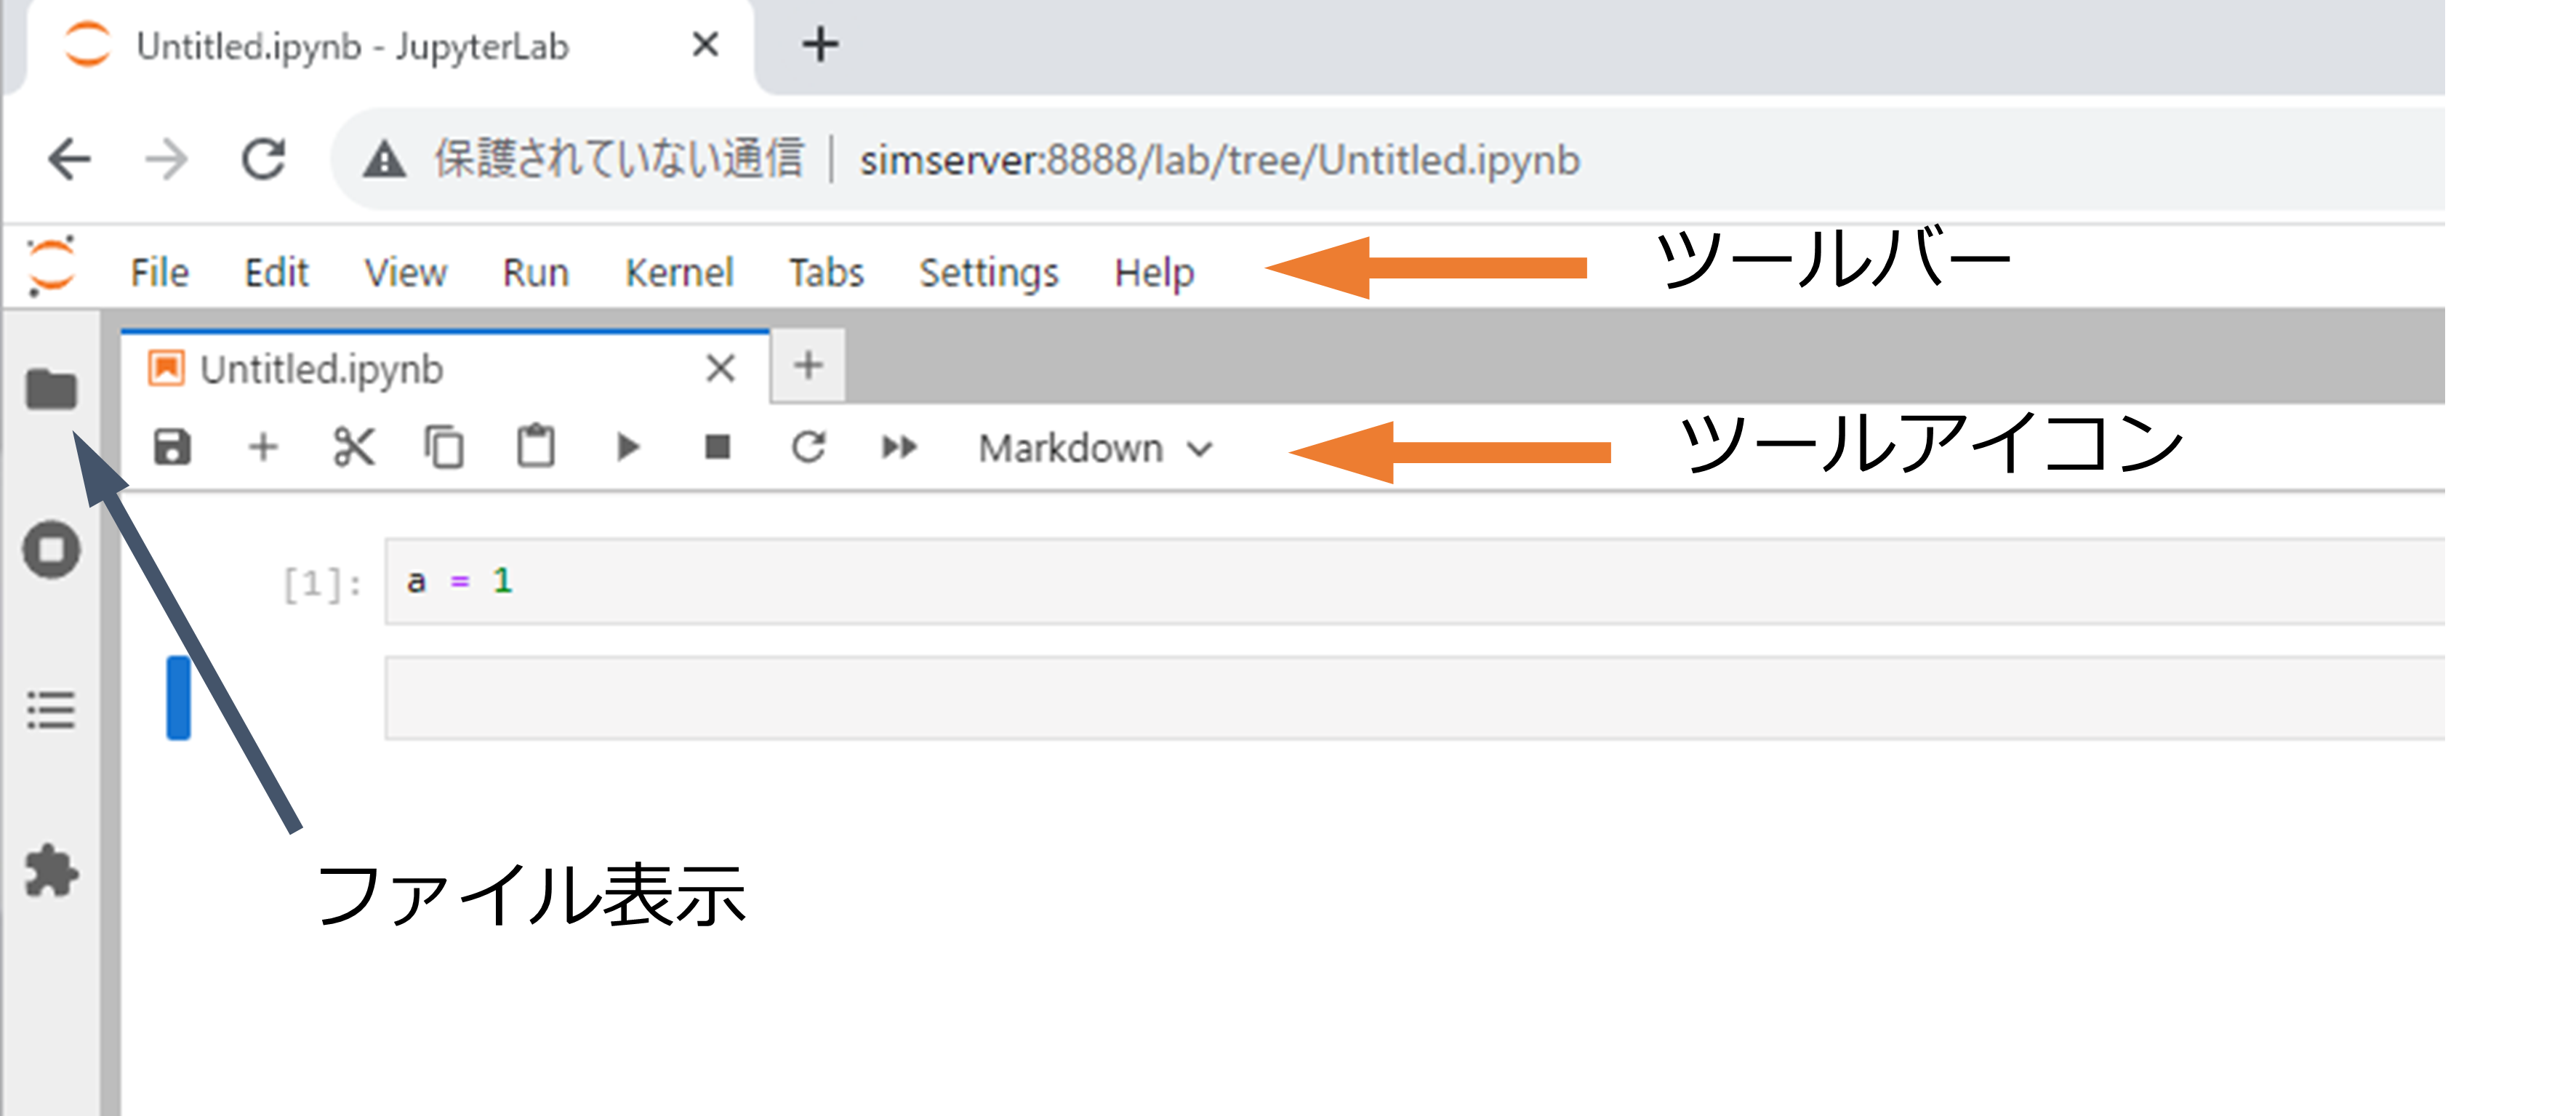 Untitled.ipynb - JupyterLab
保護されていない通信 | simserver:8888/lab/tree/Untitled.ipynb
File Edit View Run Kernel Tabs Settings Help
ツールバー
Untitled.ipynb
Markdown
ツールアイコン
[1]: a = 1
ファイル表示